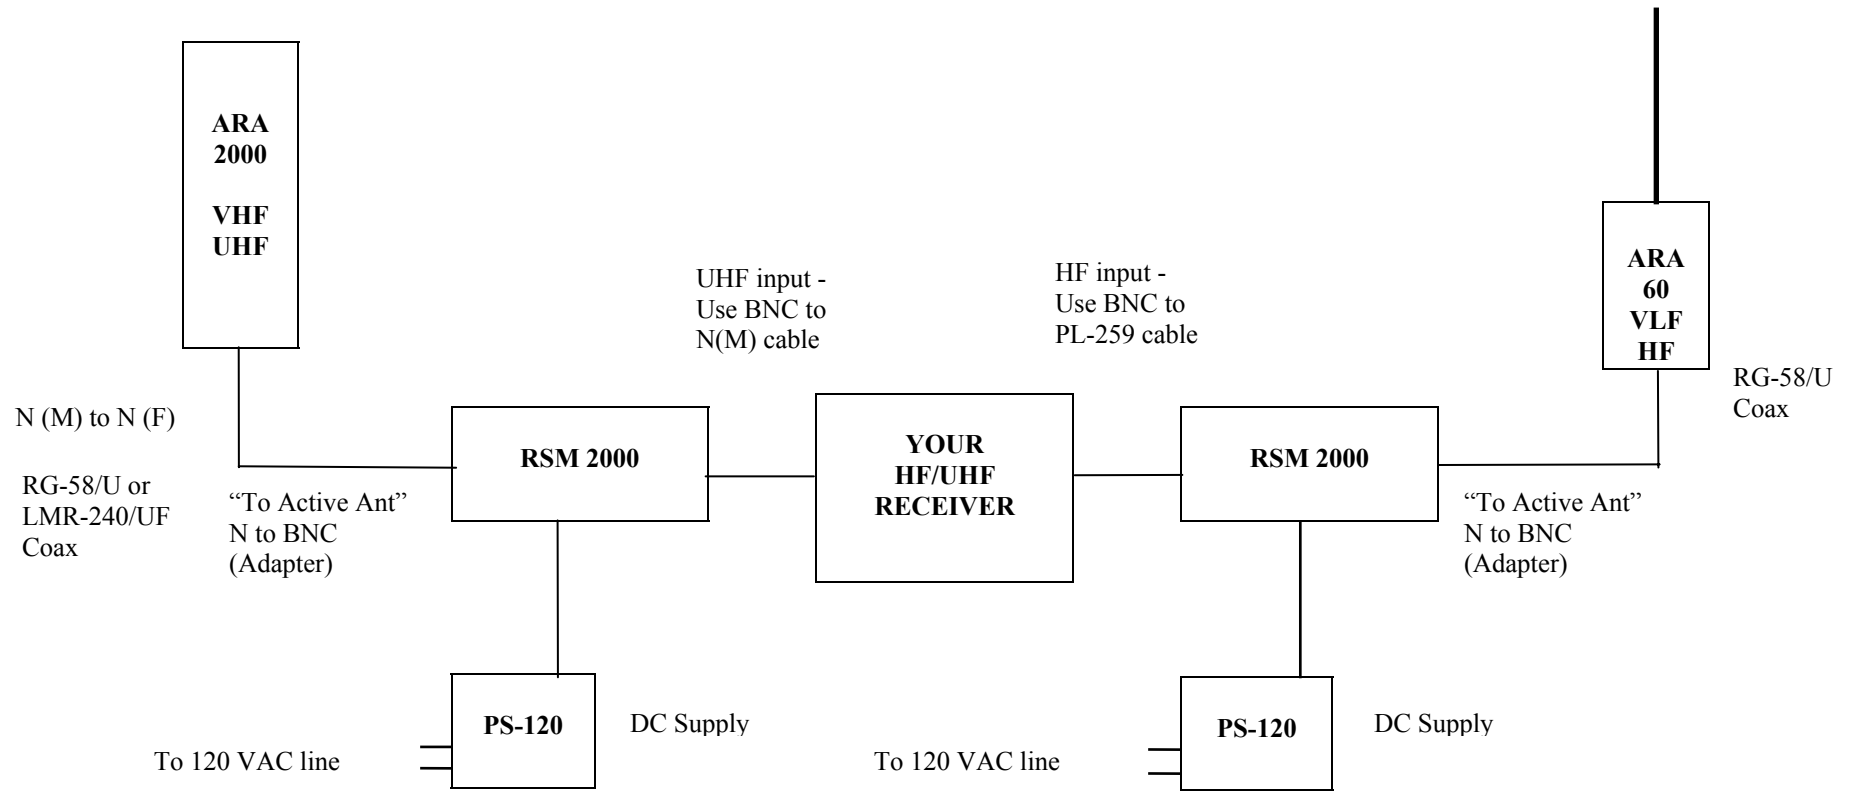 ARA
2000
VHF
UHF
UHF input -
Use BNC to
N(M) cable
HF input -
Use BNC to
PL-259 cable
ARA
60
VLF
HF
RG-58/U
Coax
N (M) to N (F)
RG-58/U or
LMR-240/UF
Coax
“To Active Ant”
N to BNC
(Adapter)
RSM 2000
YOUR
HF/UHF
RECEIVER
RSM 2000
“To Active Ant”
N to BNC
(Adapter)
PS-120
DC Supply
To 120 VAC line
PS-120
DC Supply
To 120 VAC line